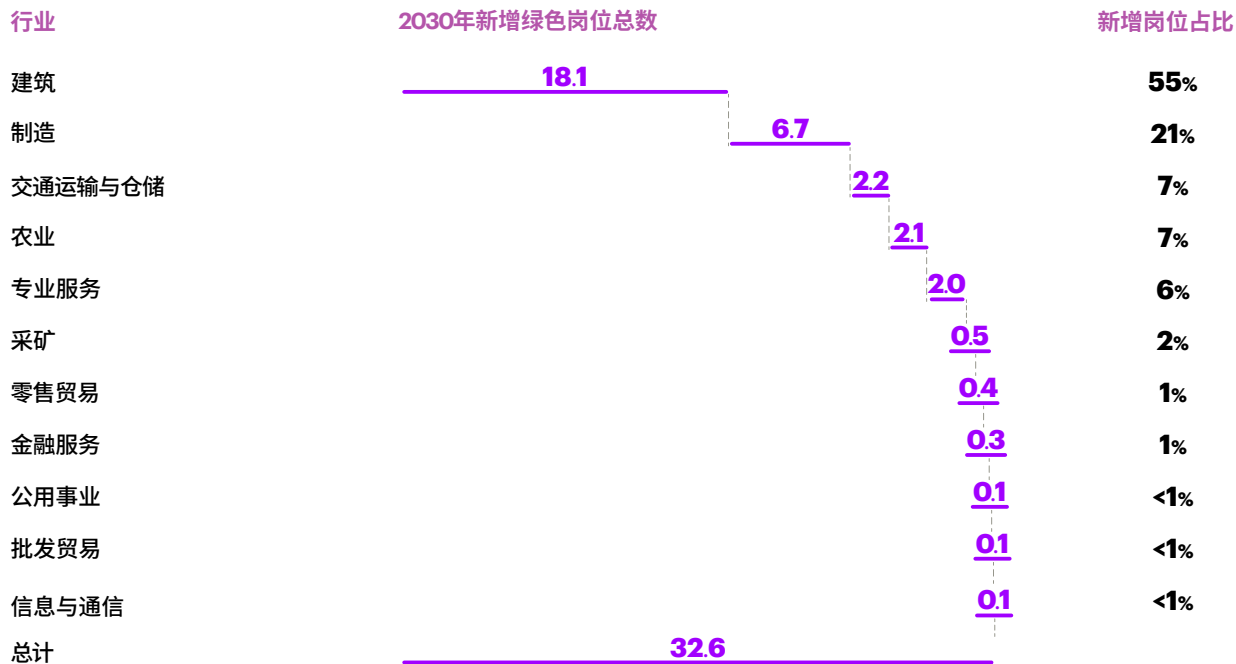 行业 2030年新增绿色岗位总数 新增岗位占比
建筑 18.1 55%
制造 6.7 21%
交通运输与仓储 2.2 7%
农业 2.1 7%
专业服务 2.0 6%
采矿 0.5 2%
零售贸易 0.4 1%
金融服务 0.3 1%
公用事业 0.1 <1%
批发贸易 0.1 <1%
信息与通信 0.1 <1%
总计 32.6